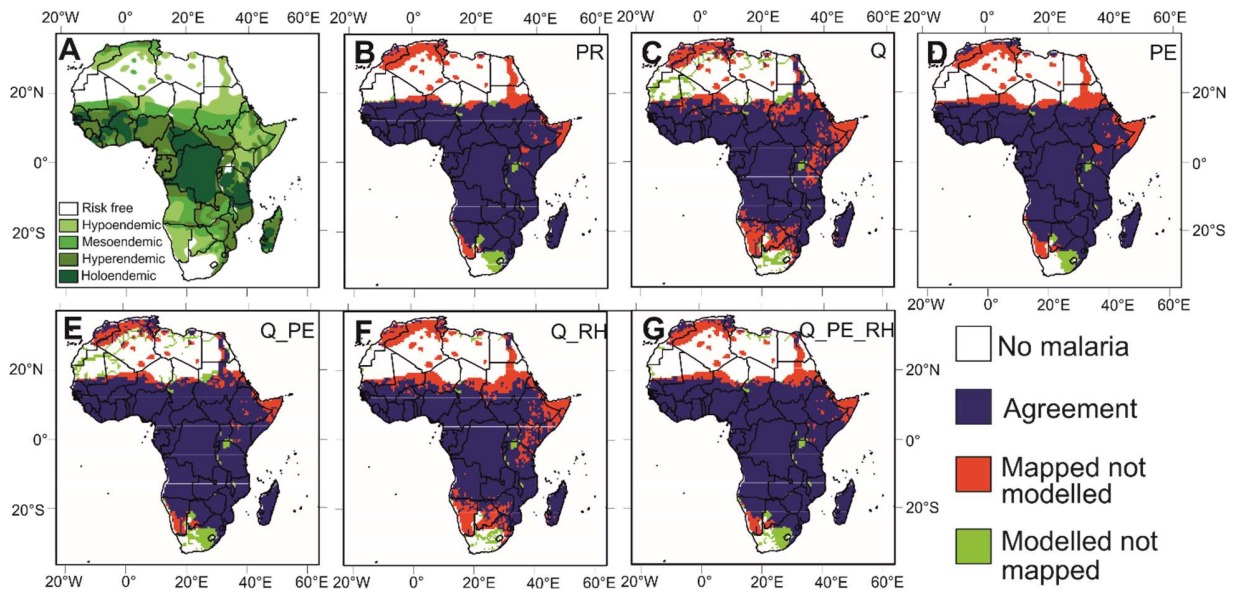 20°W 0° 20°E 40°E 60°E
20°W 0° 20°E 40°E 60°E
20°W 0° 20°E 40°E 60°E
20°W 0° 20°E 40°E 60°E
A
B PR
C Q
D PE
20°N
0°
20°S
20°N
0°
20°S
Risk free
Hypoendemic
Mesoendemic
Hyperendemic
Holoendemic
20°W 0° 20°E 40°E 60°E
E Q_PE
F Q_RH
G Q_PE_RH
20°N
0°
20°S
20°N
0°
20°S
20°W 0° 20°E 40°E 60°E
20°W 0° 20°E 40°E 60°E
20°W 0° 20°E 40°E 60°E
No malaria
Agreement
Mapped not
modelled
Modelled not
mapped